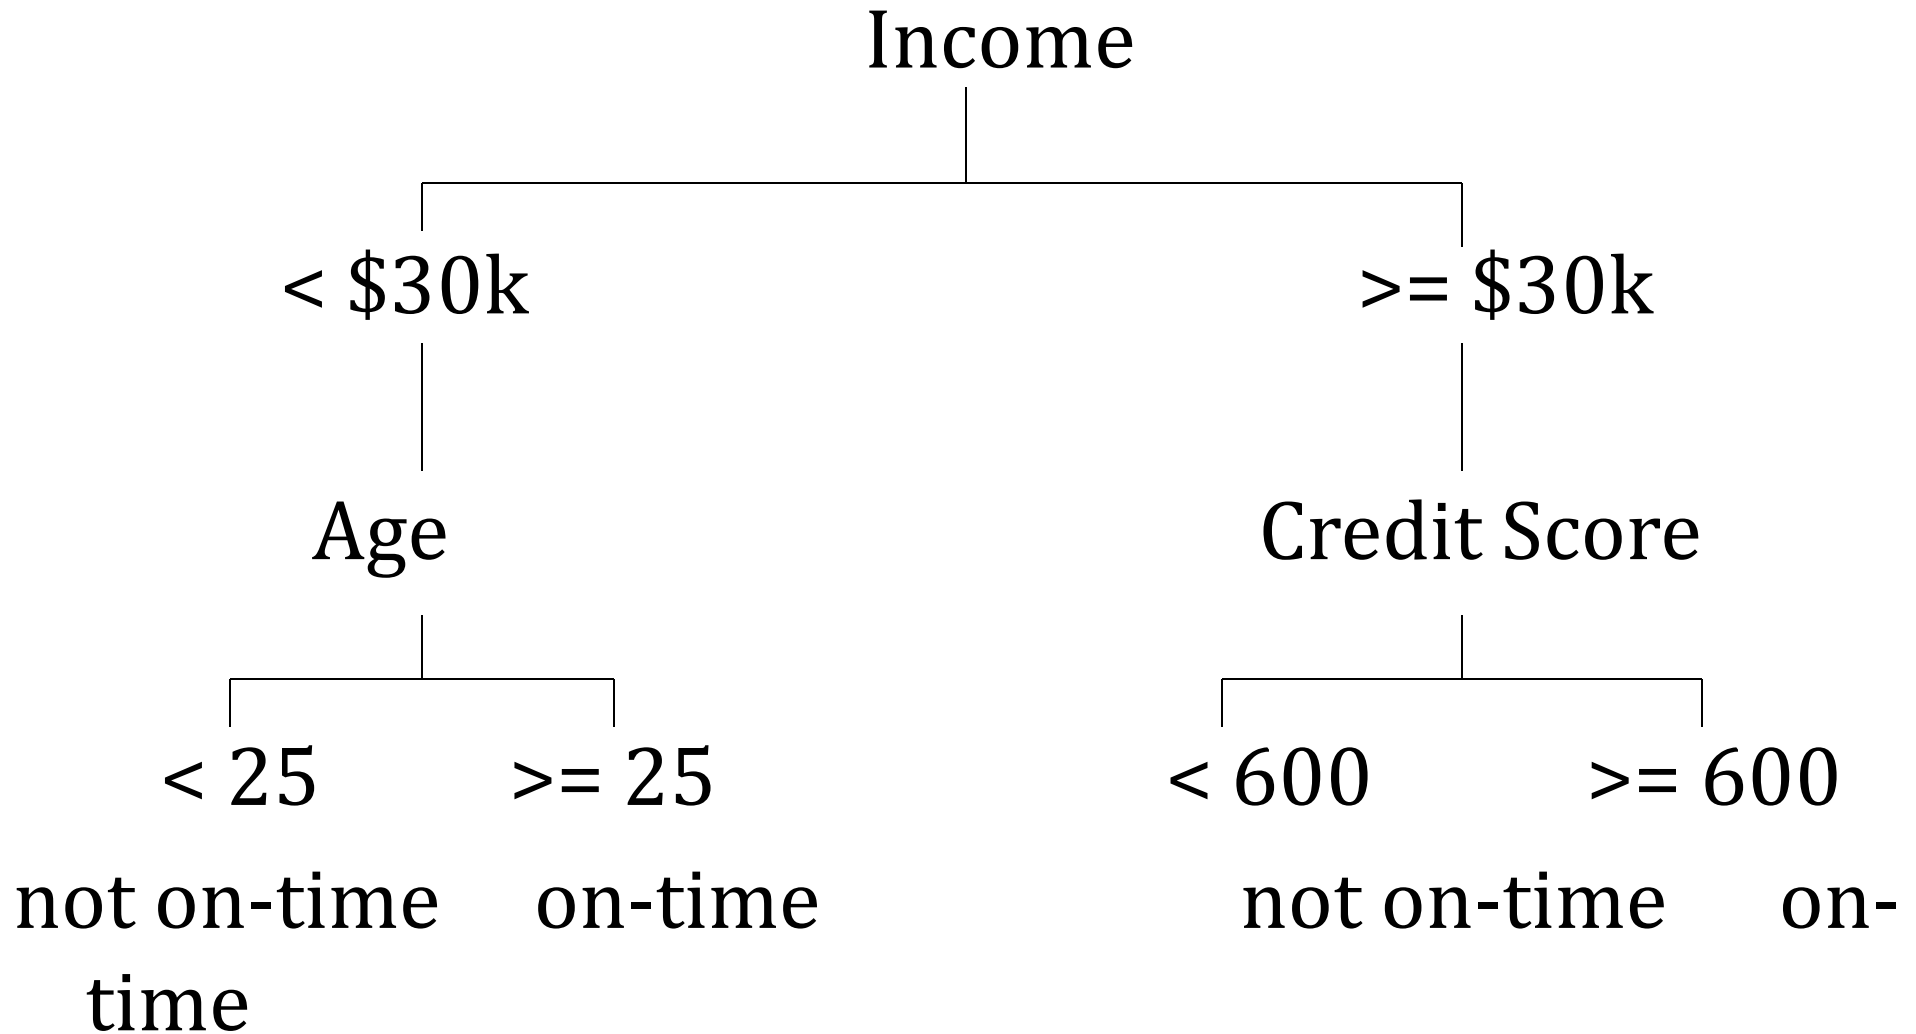 Income
< $30k >= $30k
Age Credit Score
< 25 >= 25 < 600 >= 600
not on-time on-time not on-time on-
time